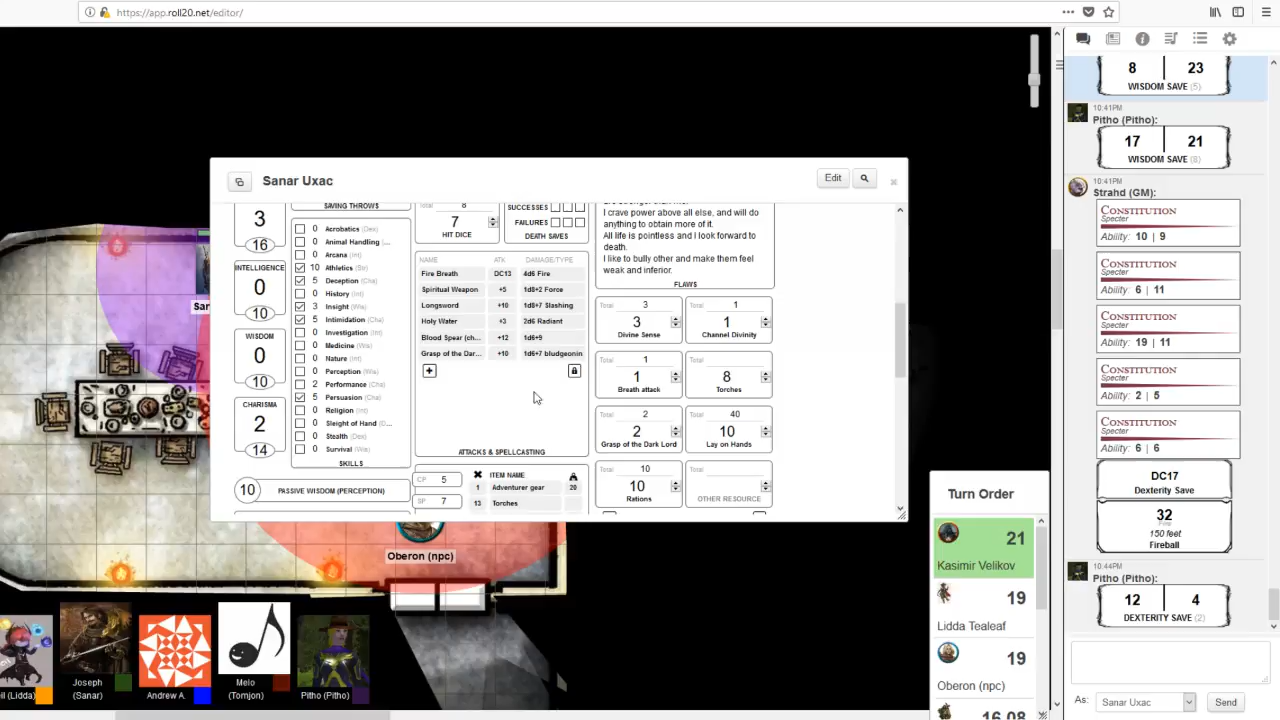 https://app.roll20.net/editor/
Sanar Uxac
Edit
3
16
INTELLIGENCE
0
10
WISDOM
0
10
CHARISMA
2
14
10 PASSIVE WISDOM (PERCEPTION)
SAVING THROWS
0 Acrobatics (Dex)
0 Animal Handling (...
0 Arcana (Int)
10 Athletics (Str)
5 Deception (Cha)
0 History (Int)
3 Insight (Wis)
5 Intimidation (Cha)
0 Investigation (Int)
0 Medicine (Wis)
0 Nature (Int)
0 Perception (Wis)
2 Performance (Cha)
5 Persuasion (Cha)
0 Religion (Int)
0 Sleight of Hand (D...
0 Stealth (Dex)
0 Survival (Wis)
SKILLS
Total 8
7
HIT DICE
SUCCESSES
FAILURES
DEATH SAVES
NAME ATK DAMAGE/TYPE
Fire Breath DC13 4d6 Fire
Spiritual Weapon +5 1d8+2 Force
Longsword +10 1d8+7 Slashing
Holy Water +3 2d6 Radiant
Blood Spear (ch... +12 1d6+9
Grasp of the Dar... +10 1d6+7 bludgeonin
ATTACKS & SPELLCASTING
CP 5
SP 7
ITEM NAME
1 Adventurer gear 20
13 Torches
I crave power above all else, and will do
anything to obtain more of it.
All life is pointless and I look forward to
death.
I like to bully other and make them feel
weak and inferior.
FLAWS
Total 3
3
Divine Sense
Total 1
1
Channel Divinity
Total 1
1
Breath attack
Total
8
Torches
Total 2
2
Grasp of the Dark Lord
Total 40
10
Lay on Hands
Total 10
10
Rations
Total
OTHER RESOURCE
San
Oberon (npc)
il (Lidda)
Joseph
(Sanar)
Andrew A.
Melo
(Tomjon)
Pitho (Pitho)
Turn Order
21
Kasimir Velikov
19
Lidda Tealeaf
19
Oberon (npc)
16.08
8 23
WISDOM SAVE (5)
10:41PM
Pitho (Pitho):
17 21
WISDOM SAVE (8)
10:41PM
Strahd (GM):
CONSTITUTION
Specter
Ability: 10 | 9
CONSTITUTION
Specter
Ability: 6 | 11
CONSTITUTION
Specter
Ability: 19 | 11
CONSTITUTION
Specter
Ability: 2 | 5
CONSTITUTION
Specter
Ability: 6 | 6
DC17
Dexterity Save
32
Fire
150 feet
Fireball
10:44PM
Pitho (Pitho):
12 4
DEXTERITY SAVE (2)
As: Sanar Uxac
Send